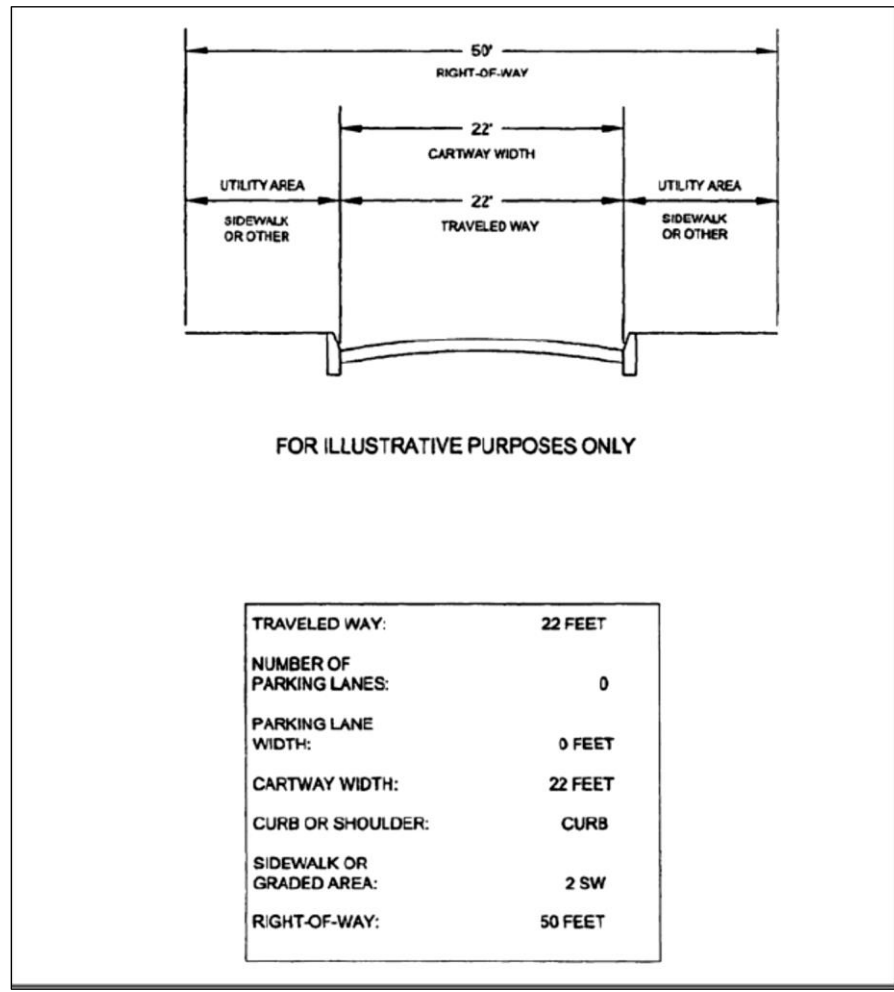 50'
RIGHT-OF-WAY
22'
CARTWAY WIDTH
UTILITY AREA
22'
UTILITY AREA
SIDEWALK
OR OTHER
TRAVELED WAY
SIDEWALK
OR OTHER
FOR ILLUSTRATIVE PURPOSES ONLY
TRAVELED WAY: 22 FEET
NUMBER OF
PARKING LANES: 0
PARKING LANE
WIDTH: 0 FEET
CARTWAY WIDTH: 22 FEET
CURB OR SHOULDER: CURB
SIDEWALK OR
GRADED AREA: 2 SW
RIGHT-OF-WAY: 50 FEET